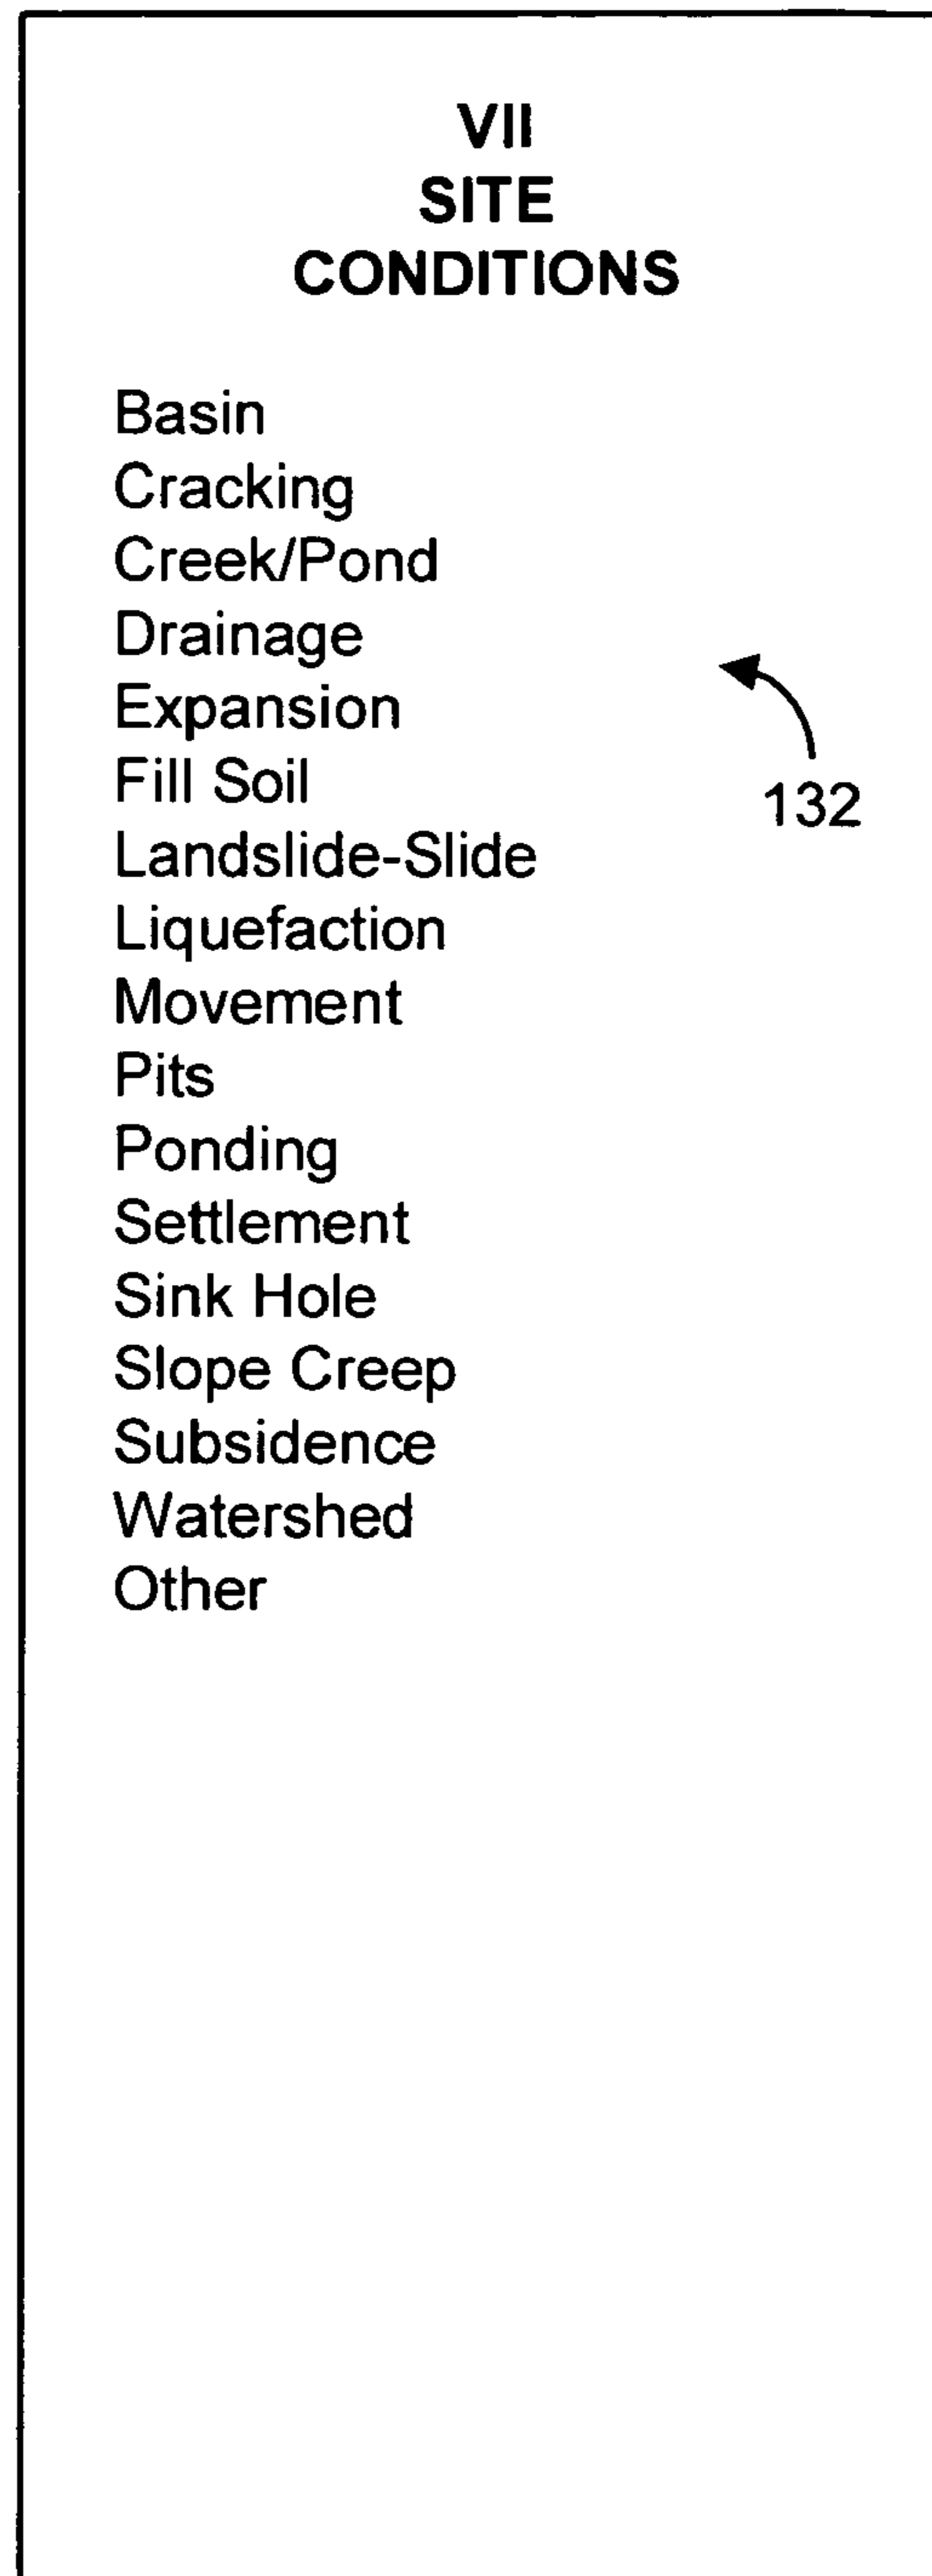 VII
SITE
CONDITIONS
Basin
Cracking
Creek/Pond
Drainage
Expansion
Fill Soil
132
Landslide-Slide
Liquefaction
Movement
Pits
Ponding
Settlement
Sink Hole
Slope Creep
Subsidence
Watershed
Other